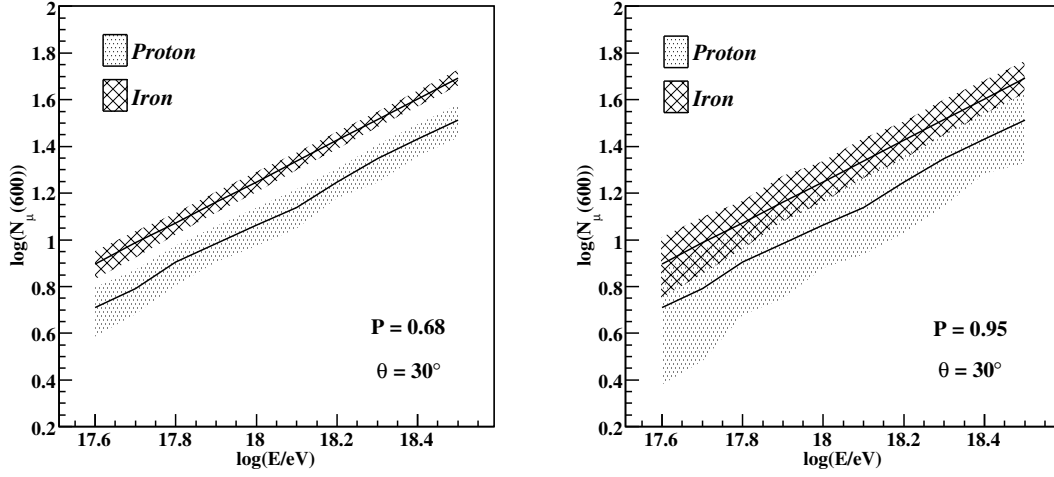 2
1.8
1.6
1.4
1.2
1
0.8
0.6
0.4
0.2
log(N_μ(600))
Proton
Iron
P = 0.68
θ = 30°
17.6 17.8 18 18.2 18.4
log(E/eV)
2
1.8
1.6
1.4
1.2
1
0.8
0.6
0.4
0.2
log(N_μ(600))
Proton
Iron
P = 0.95
θ = 30°
17.6 17.8 18 18.2 18.4
log(E/eV)